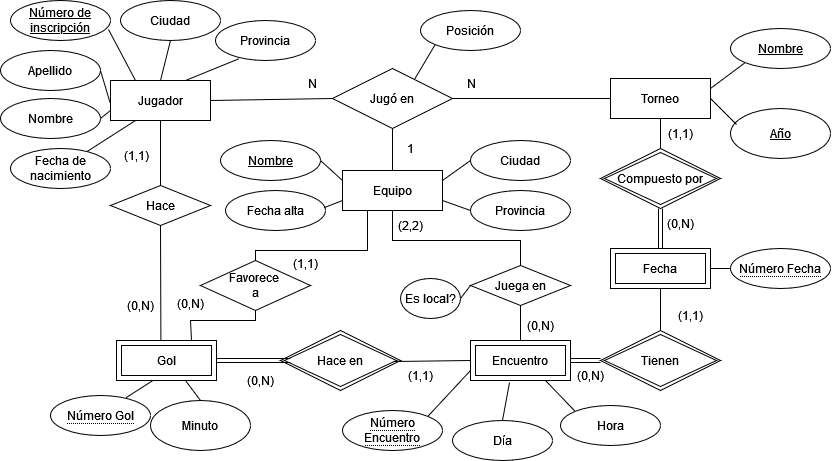 Número de
inscripción
Ciudad
Provincia
Posición
Nombre
Apellido
Jugador
N
Jugó en
N
Torneo
Nombre
Año
Fecha de
nacimiento
(1,1)
1
(1,1)
Nombre
Ciudad
Equipo
Compuesto por
Hace
Fecha alta
Provincia
(2,2)
(0,N)
(1,1)
Favorece
a
Juega en
Es local?
Fecha
Número Fecha
(0,N)
(0,N)
(0,N)
(1,1)
Gol
Hace en
Encuentro
Tienen
(0,N)
(1,1)
(0,N)
Número Gol
Minuto
Número
Encuentro
Día
Hora